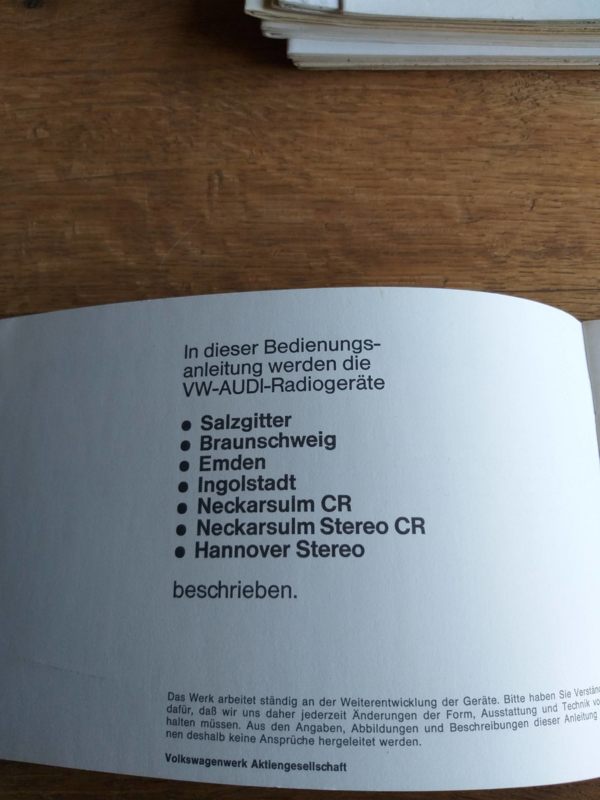 In dieser Bedienungs-
anleitung werden die
VW-AUDI-Radiogeräte
• Salzgitter
• Braunschweig
• Emden
• Ingolstadt
• Neckarsulm CR
• Neckarsulm Stereo CR
• Hannover Stereo
beschrieben.
Das Werk arbeitet ständig an der Weiterentwicklung der Geräte. Bitte haben Sie
dafür, daß wir uns daher jederzeit Änderungen der Form, Ausstattung und Technik
halten müssen. Aus den Angaben, Abbildungen und Beschreibungen dieser Anleitung
nen deshalb keine Ansprüche hergeleitet werden.
Volkswagenwerk Aktiengesellschaft